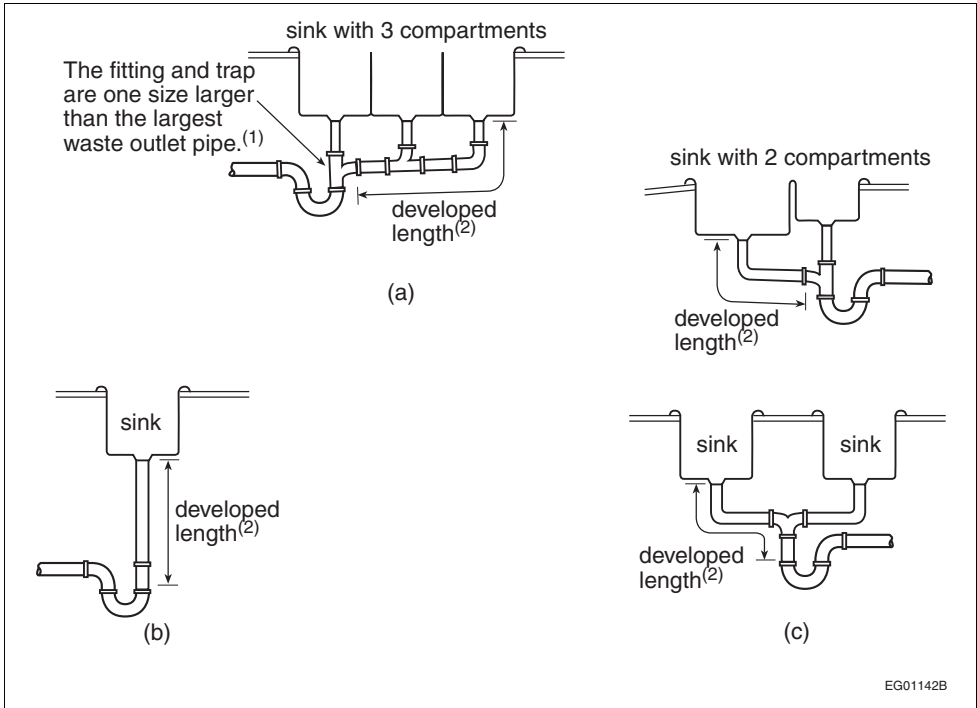 sink with 3 compartments
The fitting and trap
are one size larger
than the largest
waste outlet pipe.(1)
developed
length(2)
(a)
sink with 2 compartments
developed
length(2)
sink
developed
length(2)
(b)
sink
sink
developed
length(2)
(c)
EG01142B